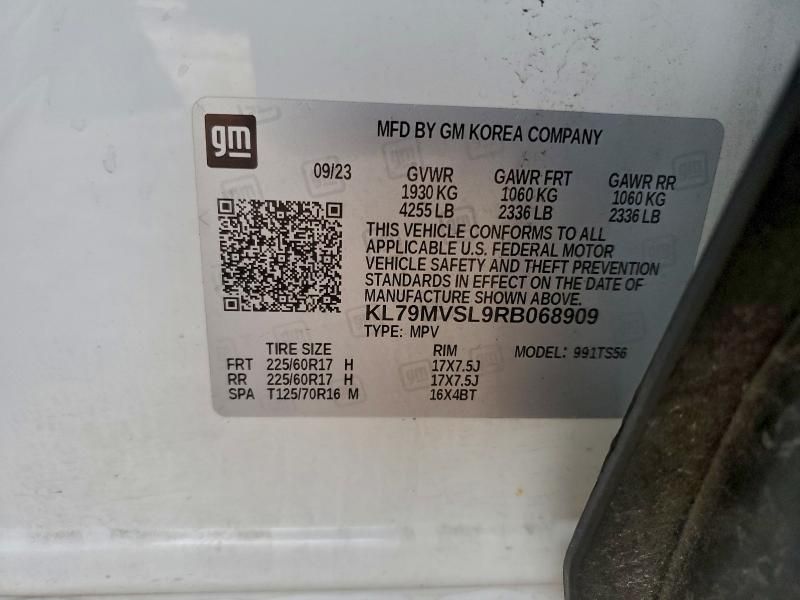 gm
MFD BY GM KOREA COMPANY
09/23 GVWR GAWR FRT GAWR RR
1930 KG 1060 KG 1060 KG
4255 LB 2336 LB 2336 LB
THIS VEHICLE CONFORMS TO ALL
APPLICABLE U.S. FEDERAL MOTOR
VEHICLE SAFETY AND THEFT PREVENTION
STANDARDS IN EFFECT ON THE DATE OF
MANUFACTURE SHOWN ABOVE.
KL79MVSL9RB068909
TYPE: MPV
TIRE SIZE RIM MODEL: 991TS56
FRT 225/60R17 H 17X7.5J
RR 225/60R17 H 17X7.5J
SPA T125/70R16 M 16X4BT